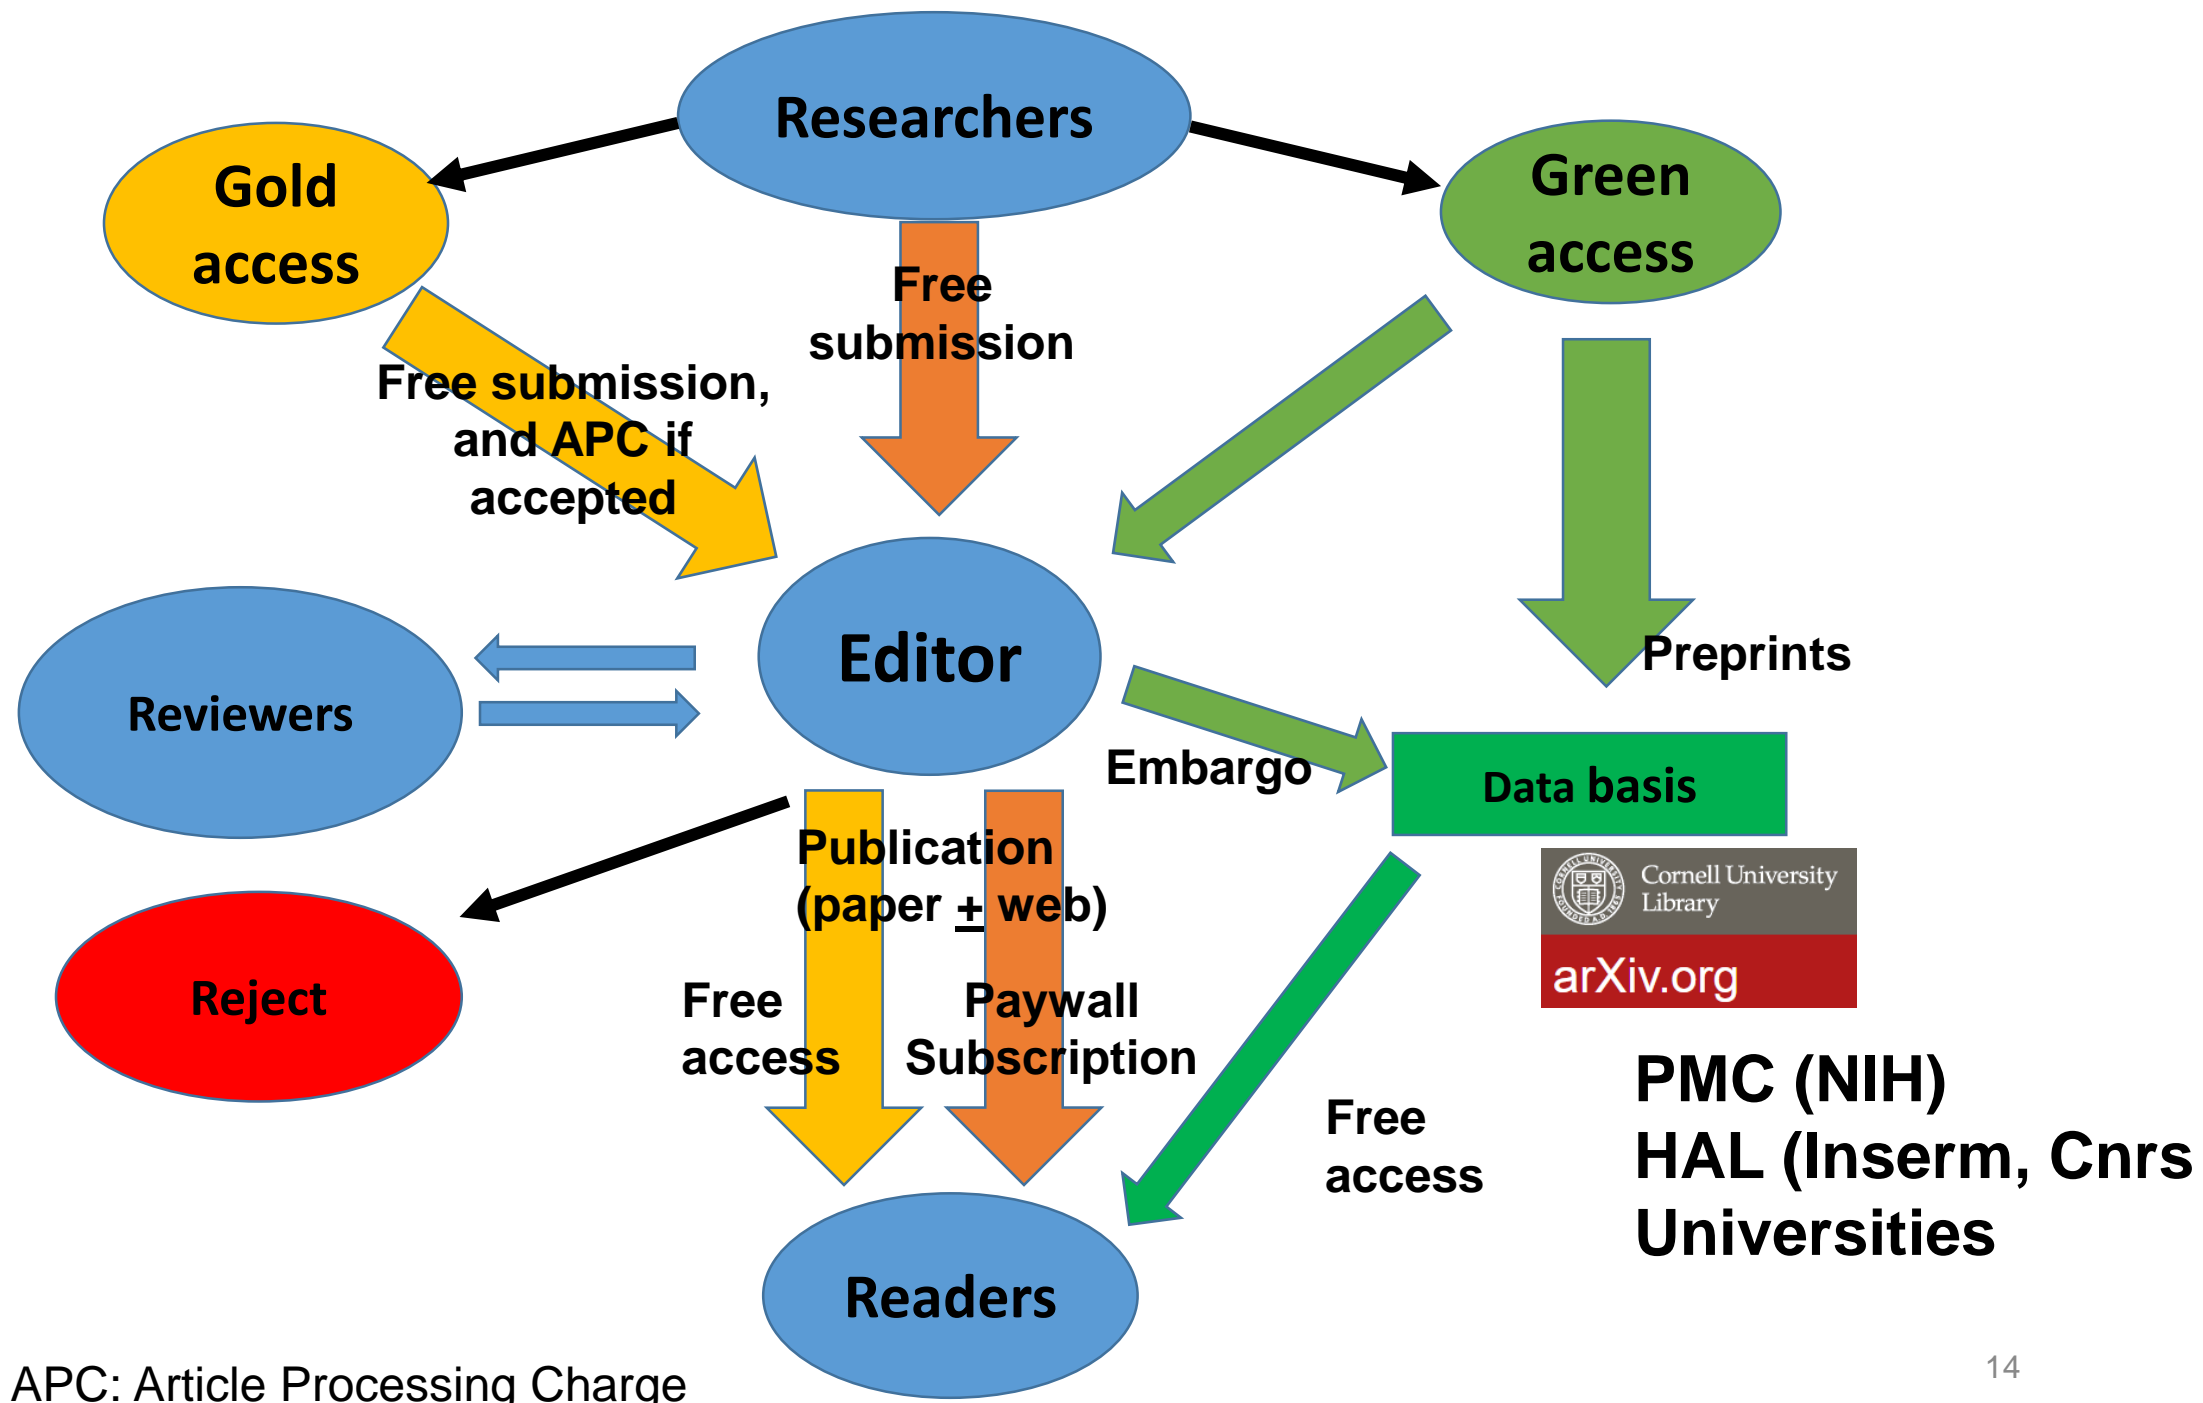 Researchers
Gold
access
Green
access
Free
submission
Free submission,
and APC if
accepted
Editor
Preprints
Reviewers
Embargo
Data basis
Publication
(paper + web)
Cornell University
Library
arXiv.org
Reject
Free
access
Paywall
Subscription
Free
access
PMC (NIH)
HAL (Inserm, Cnrs
Universities
Readers
APC: Article Processing Charge
14